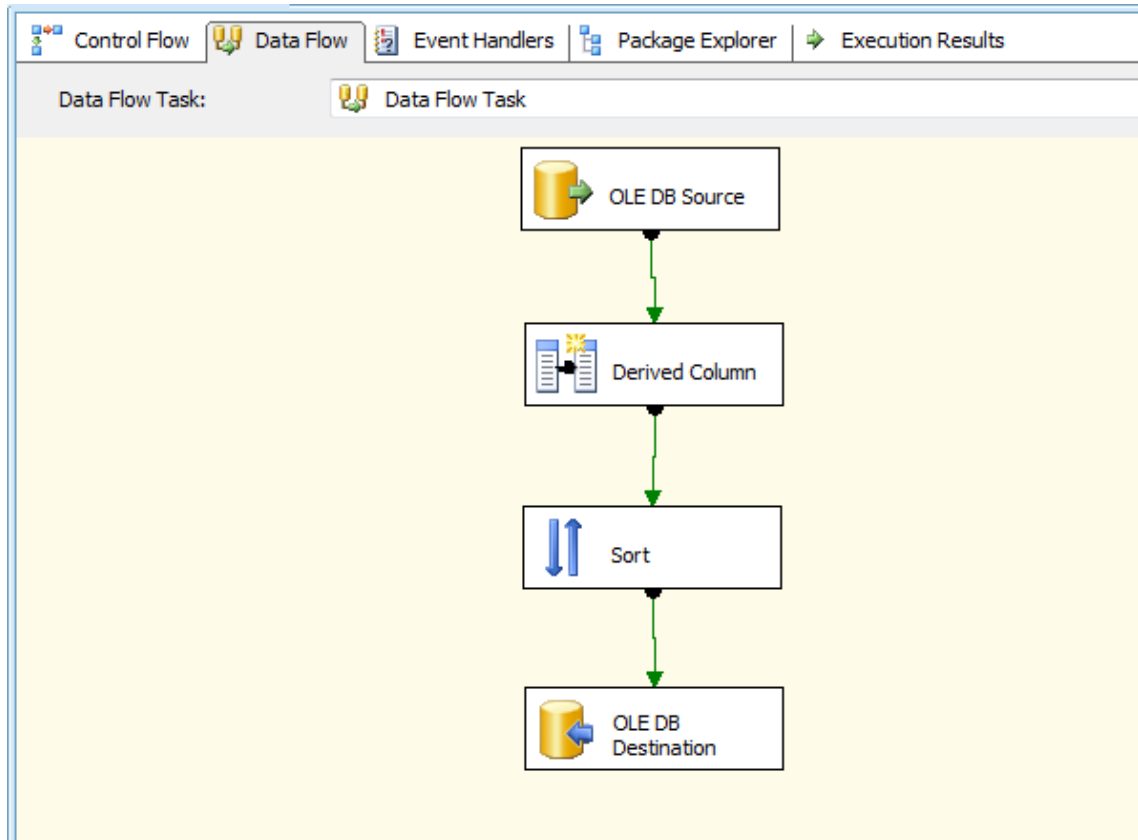 Control Flow Data Flow Event Handlers Package Explorer Execution Results
Data Flow Task: Data Flow Task
OLE DB Source
Derived Column
Sort
OLE DB
Destination